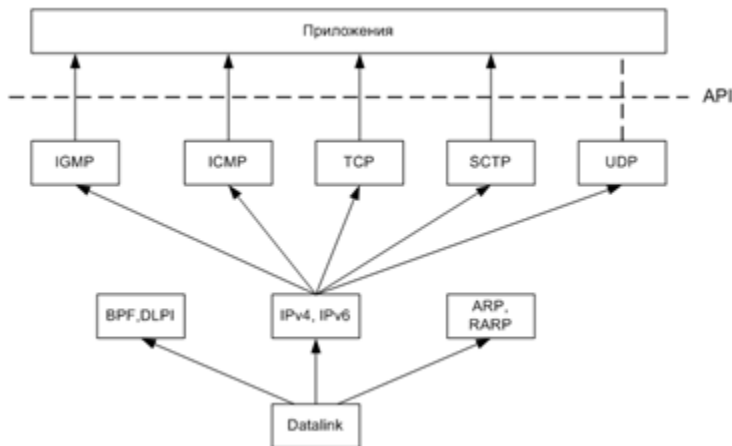 Приложения
API
IGMP
ICMP
TCP
SCTP
UDP
BPF,DLPI
IPv4, IPv6
ARP,
RARP
Datalink